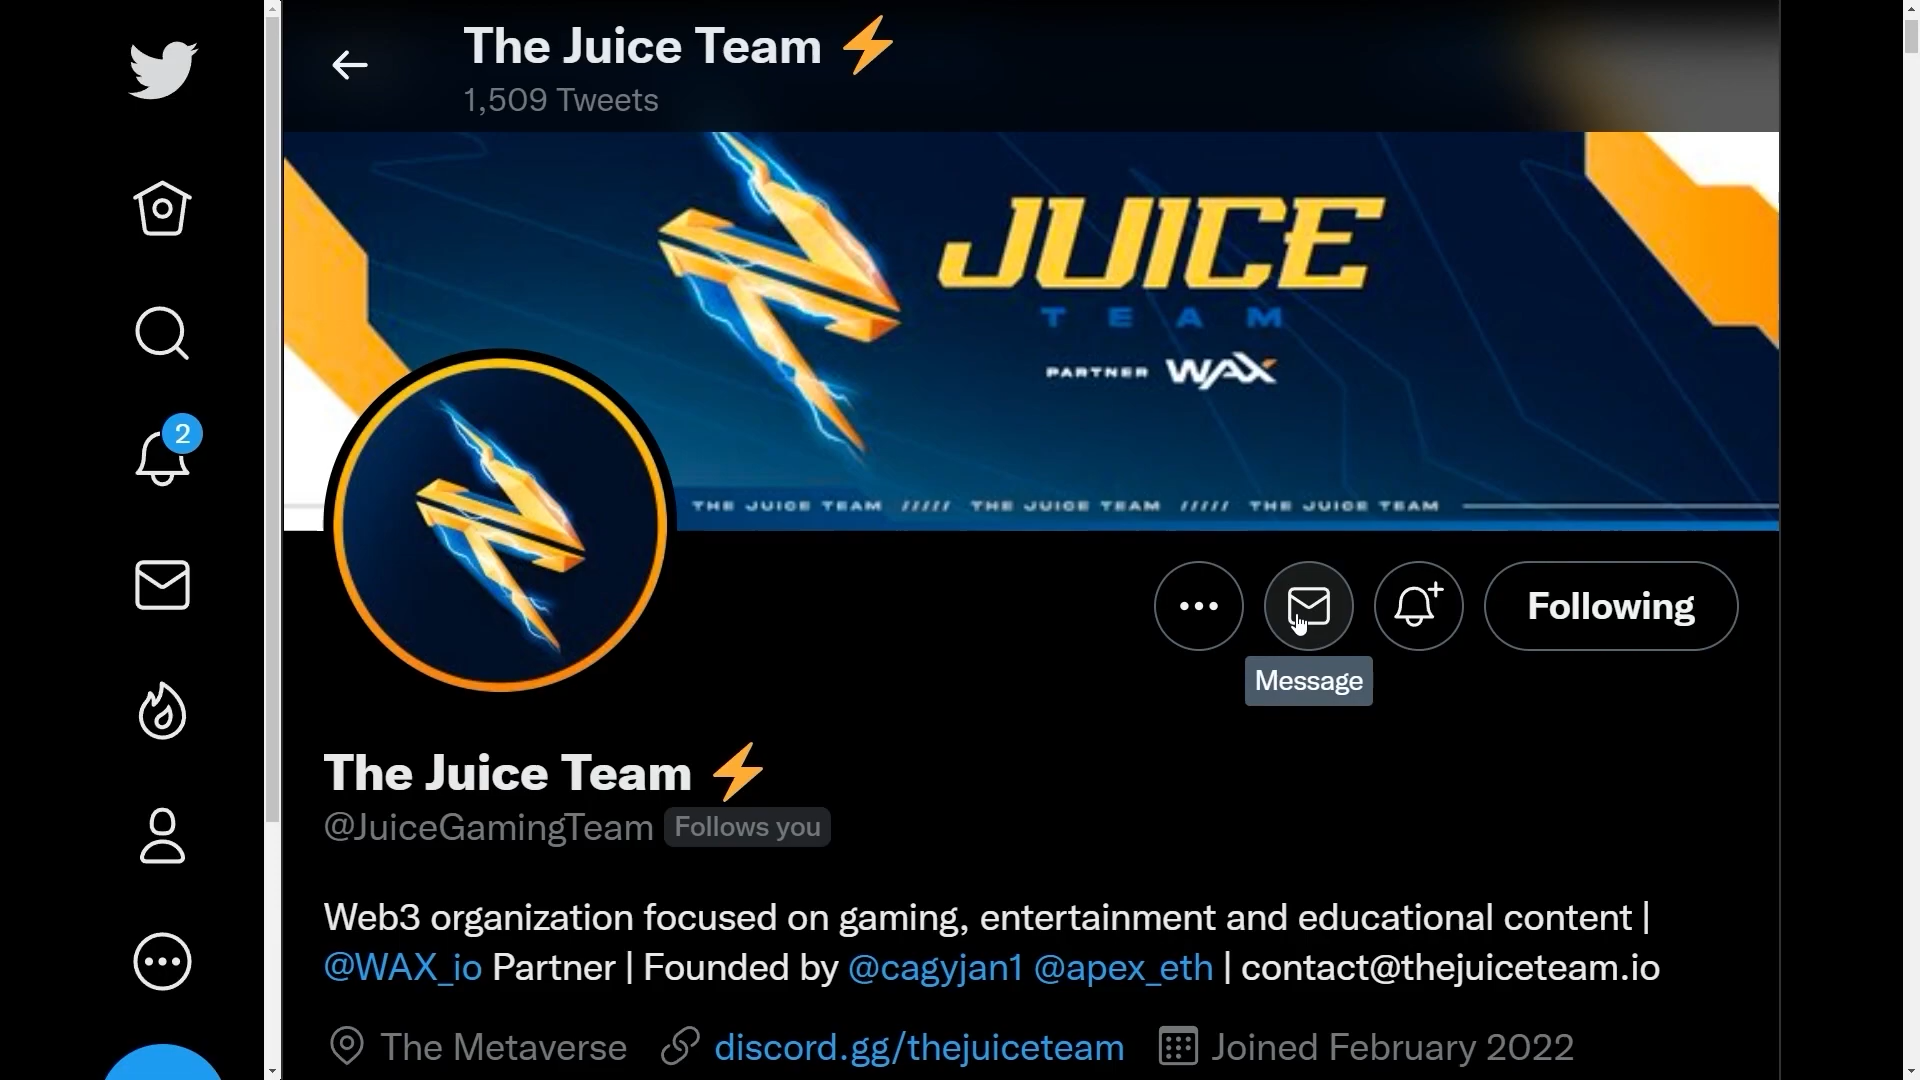 The Juice Team ⚡
1,509 Tweets
JUICE
TEAM
PARTNER WAX
THE JUICE TEAM ///// THE JUICE TEAM ///// THE JUICE TEAM
2
Following
Message
The Juice Team ⚡
@JuiceGamingTeam Follows you
Web3 organization focused on gaming, entertainment and educational content |
@WAX_io Partner | Founded by @cagyjan1 @apex_eth | contact@thejuiceteam.io
The Metaverse discord.gg/thejuiceteam Joined February 2022